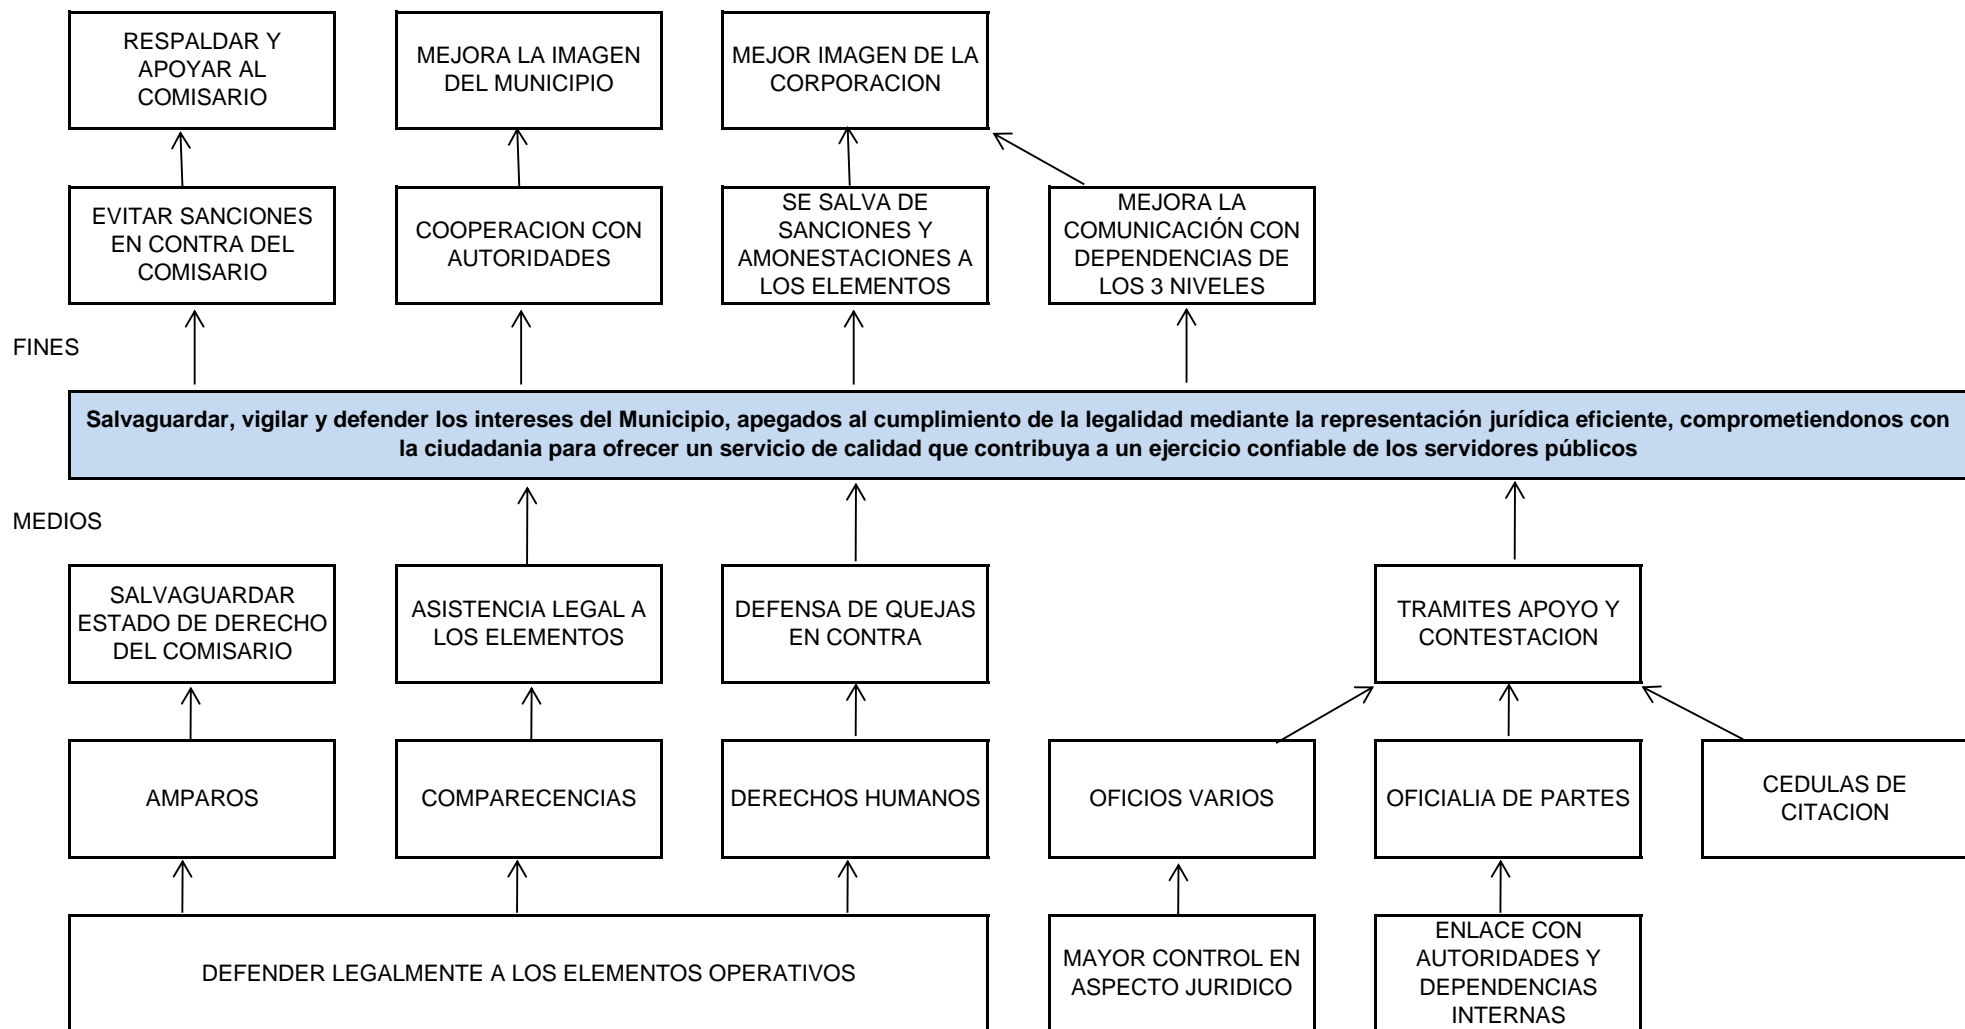 RESPALDAR Y
APOYAR AL
COMISARIO
MEJORA LA IMAGEN
DEL MUNICIPIO
MEJOR IMAGEN DE LA
CORPORACION
EVITAR SANCIONES
EN CONTRA DEL
COMISARIO
COOPERACION CON
AUTORIDADES
SE SALVA DE
SANCIONES Y
AMONESTACIONES A
LOS ELEMENTOS
MEJORA LA
COMUNICACIÓN CON
DEPENDENCIAS DE
LOS 3 NIVELES
FINES
Salvaguardar, vigilar y defender los intereses del Municipio, apegados al cumplimiento de la legalidad mediante la representación jurídica eficiente, comprometiendonos con
la ciudadania para ofrecer un servicio de calidad que contribuya a un ejercicio confiable de los servidores públicos
MEDIOS
SALVAGUARDAR
ESTADO DE DERECHO
DEL COMISARIO
ASISTENCIA LEGAL A
LOS ELEMENTOS
DEFENSA DE QUEJAS
EN CONTRA
TRAMITES APOYO Y
CONTESTACION
AMPAROS
COMPARECENCIAS
DERECHOS HUMANOS
OFICIOS VARIOS
OFICIALIA DE PARTES
CEDULAS DE
CITACION
DEFENDER LEGALMENTE A LOS ELEMENTOS OPERATIVOS
MAYOR CONTROL EN
ASPECTO JURIDICO
ENLACE CON
AUTORIDADES Y
DEPENDENCIAS
INTERNAS